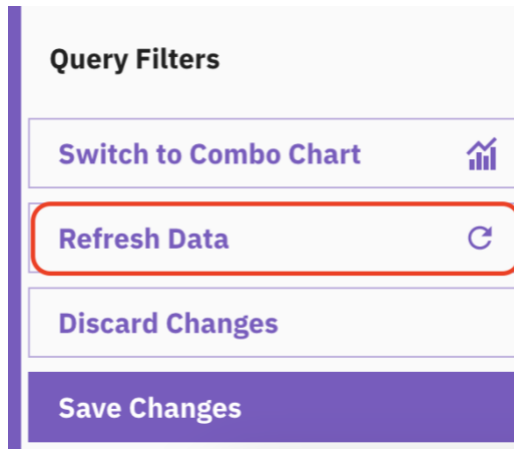 Query Filters
Switch to Combo Chart
Refresh Data
Discard Changes
Save Changes